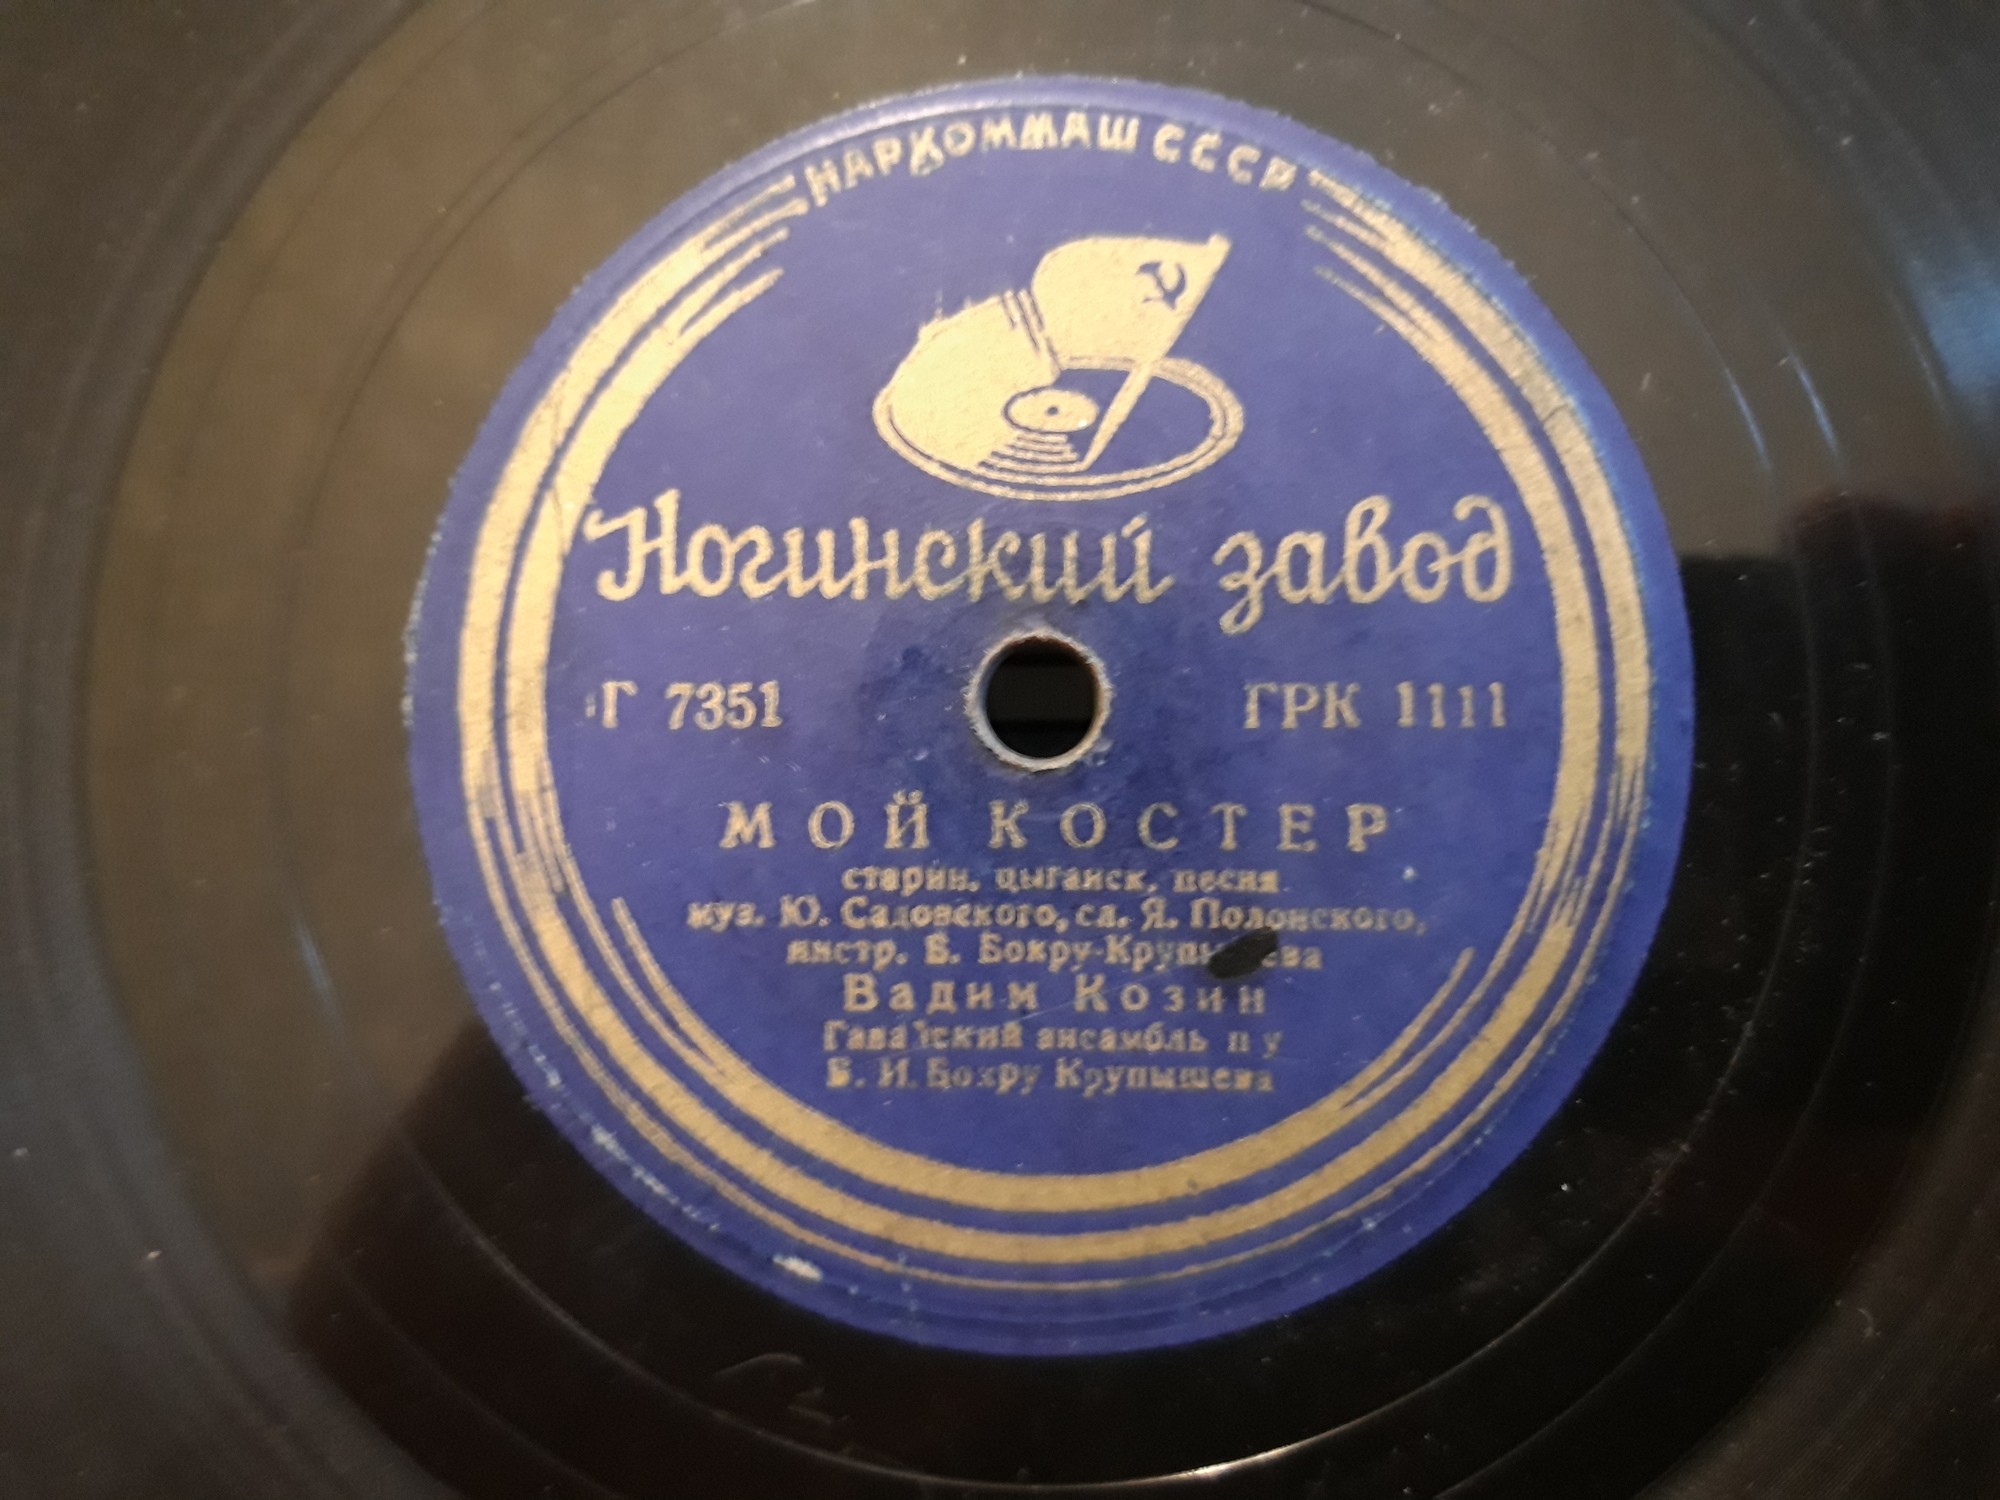 НАРКОММАШ СССР
Ногинский завод
Г 7351
ГРК 1111
МОЙ КОСТЕР
старин. цыганск. песня
муз. Ю. Садовского, сл. Я. Полонского,
инстр. Б. Бокру-
Вадим Козин
Гавайский ансамбль п у
Б. И. Бокру Крупышева